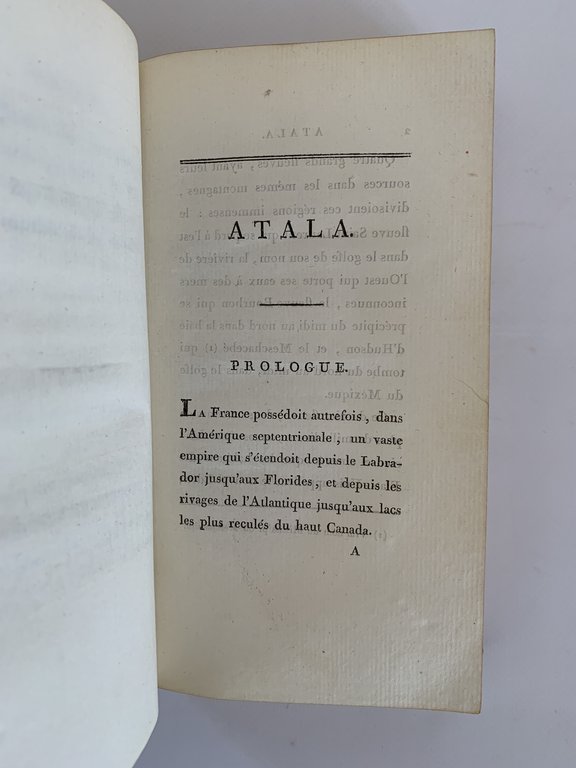 ATALA.
PROLOGUE.
LA France possédoit autrefois, dans
l'Amérique septentrionale, un vaste
empire qui s'étendoit depuis le Labra-
dor jusqu'aux Florides, et depuis les
rivages de l'Atlantique jusqu'aux lacs
les plus reculés du haut Canada.
A